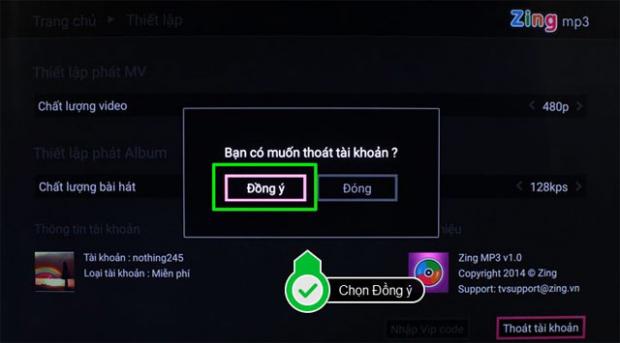 Trang chủ ▸ Thiết lập
Zing mp3
Thiết lập phát MV
Chất lượng video
< 480p >
Thiết lập phát Album
Chất lượng bài hát
< 128kps >
Bạn có muốn thoát tài khoản ?
Đồng ý
Đóng
Thông tin tài khoản
hiệu
Tài khoản : nothing245
Loại tài khoản : Miễn phí
Zing MP3 v1.0
Copyright 2014 © Zing
Support: tvsupport@zing.vn
Chọn Đồng ý
Nhập Vip code
Thoát tài khoản